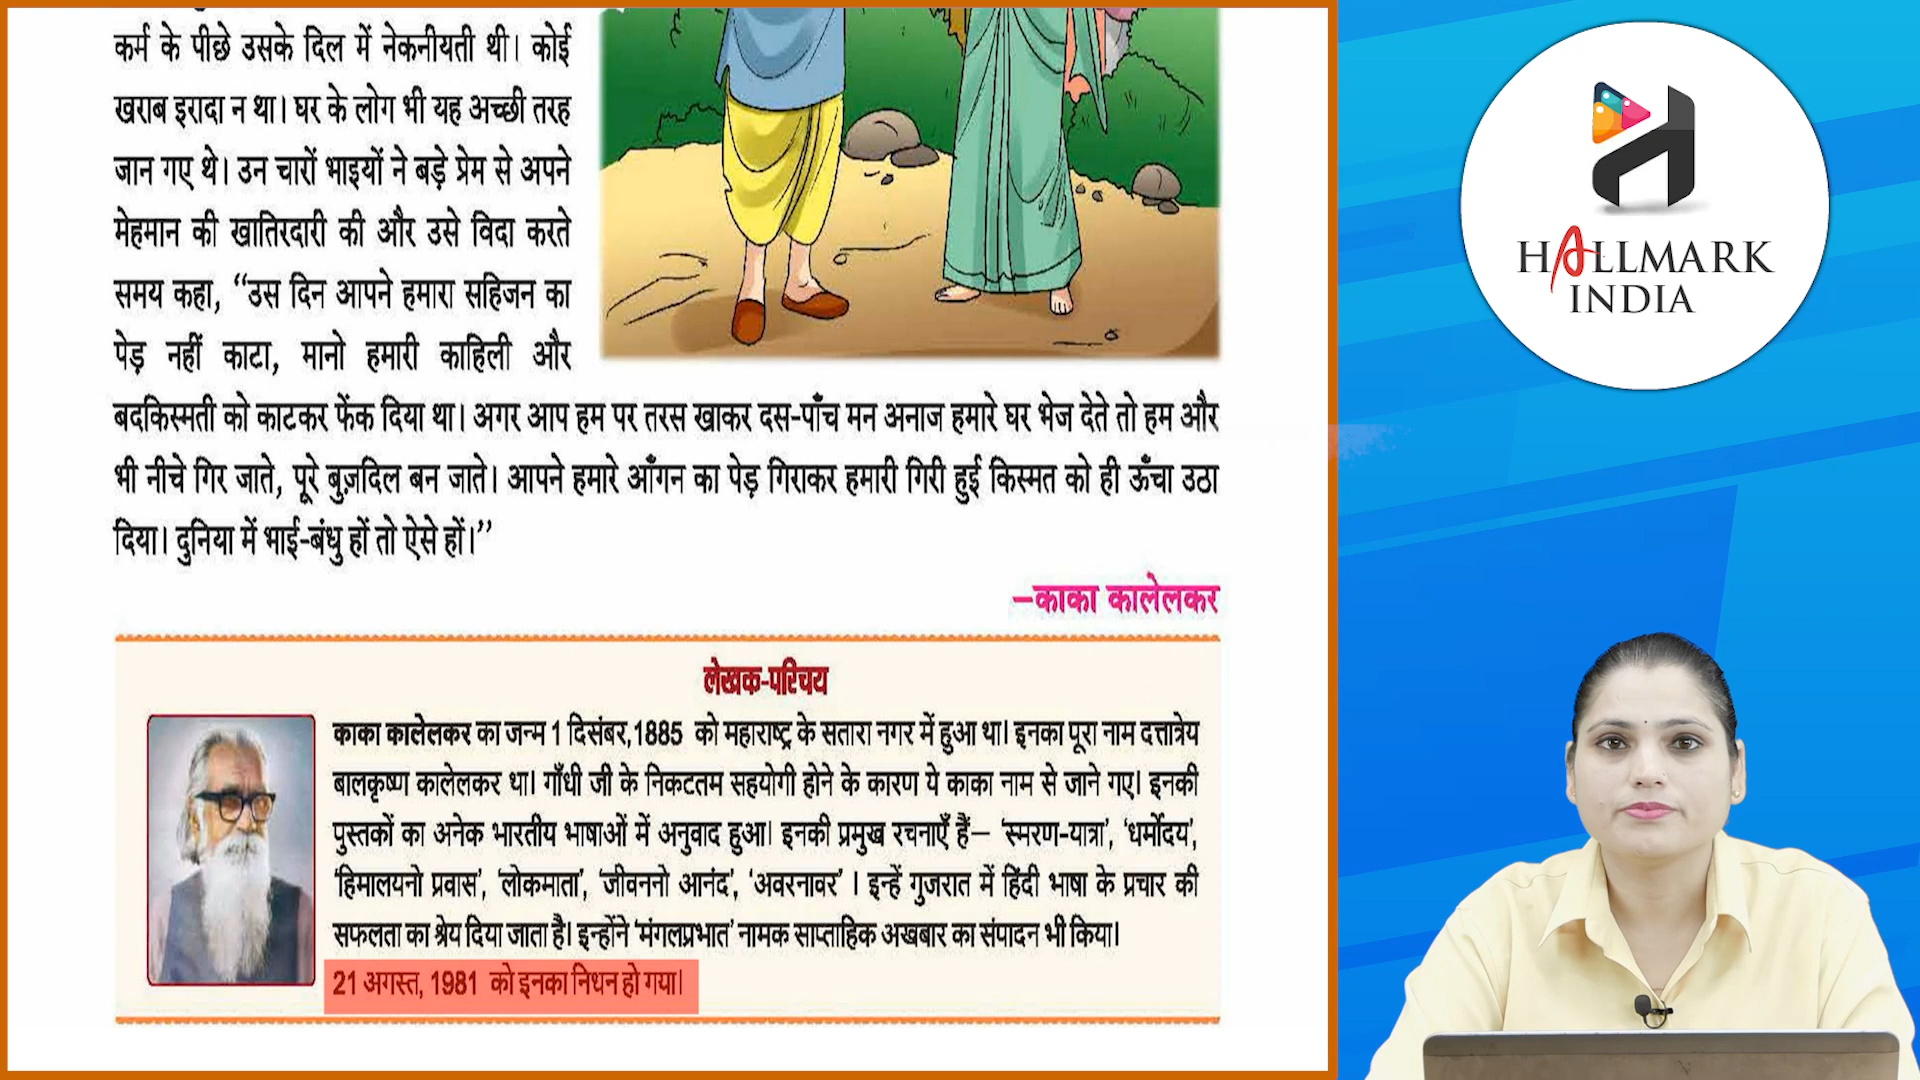 कर्म के पीछे उसके दिल में नेकनीयती थी। कोई
खराब इरादा न था। घर के लोग भी यह अच्छी तरह
जान गए थे। उन चारों भाइयों ने बड़े प्रेम से अपने
मेहमान की खातिरदारी की और उसे विदा करते
समय कहा, “उस दिन आपने हमारा सहिजन का
पेड़ नहीं काटा, मानो हमारी काहिली और
बदकिस्मती को काटकर फेंक दिया था। अगर आप हम पर तरस खाकर दस-पाँच मन अनाज हमारे घर भेज देते तो हम और
भी नीचे गिर जाते, पूरे बुज़दिल बन जाते। आपने हमारे आँगन का पेड़ गिराकर हमारी गिरी हुई किस्मत को ही ऊँचा उठा
दिया। दुनिया में भाई-बंधु हों तो ऐसे हों।”
–काका कालेलकर
लेखक-परिचय
काका कालेलकर का जन्म 1 दिसंबर,1885 को महाराष्ट्र के सतारा नगर में हुआ था। इनका पूरा नाम दत्तात्रेय
बालकृष्ण कालेलकर था। गाँधी जी के निकटतम सहयोगी होने के कारण ये काका नाम से जाने गए। इनकी
पुस्तकों का अनेक भारतीय भाषाओं में अनुवाद हुआ। इनकी प्रमुख रचनाएँ हैं– ‘स्मरण-यात्रा’, ‘धर्मोदय’,
‘हिमालयनो प्रवास’, ‘लोकमाता’, ‘जीवननो आनंद’, ‘अवरनावर’ । इन्हें गुजरात में हिंदी भाषा के प्रचार की
सफलता का श्रेय दिया जाता है। इन्होंने ‘मंगलप्रभात’ नामक साप्ताहिक अखबार का संपादन भी किया।
21 अगस्त, 1981 को इनका निधन हो गया।
HALLMARK
INDIA